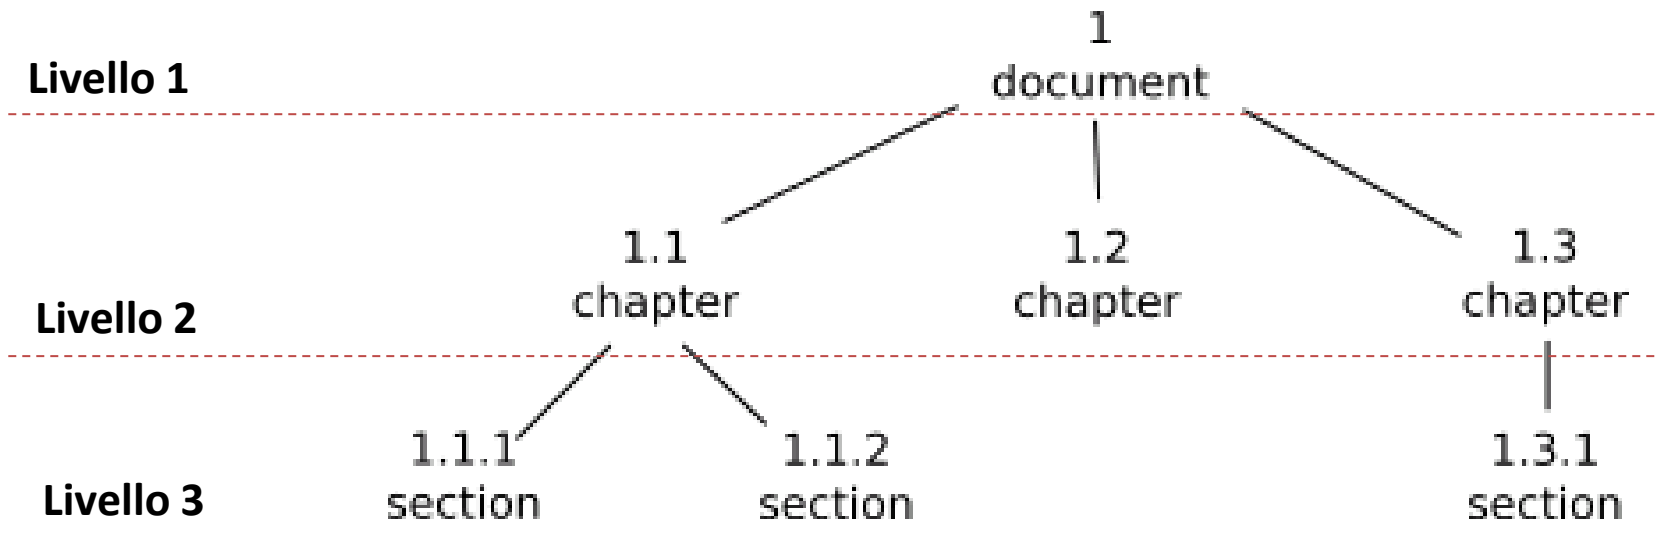 1
Livello 1
document
1.1
1.2
1.3
Livello 2
chapter
chapter
chapter
1.1.1
1.1.2
1.3.1
Livello 3
section
section
section